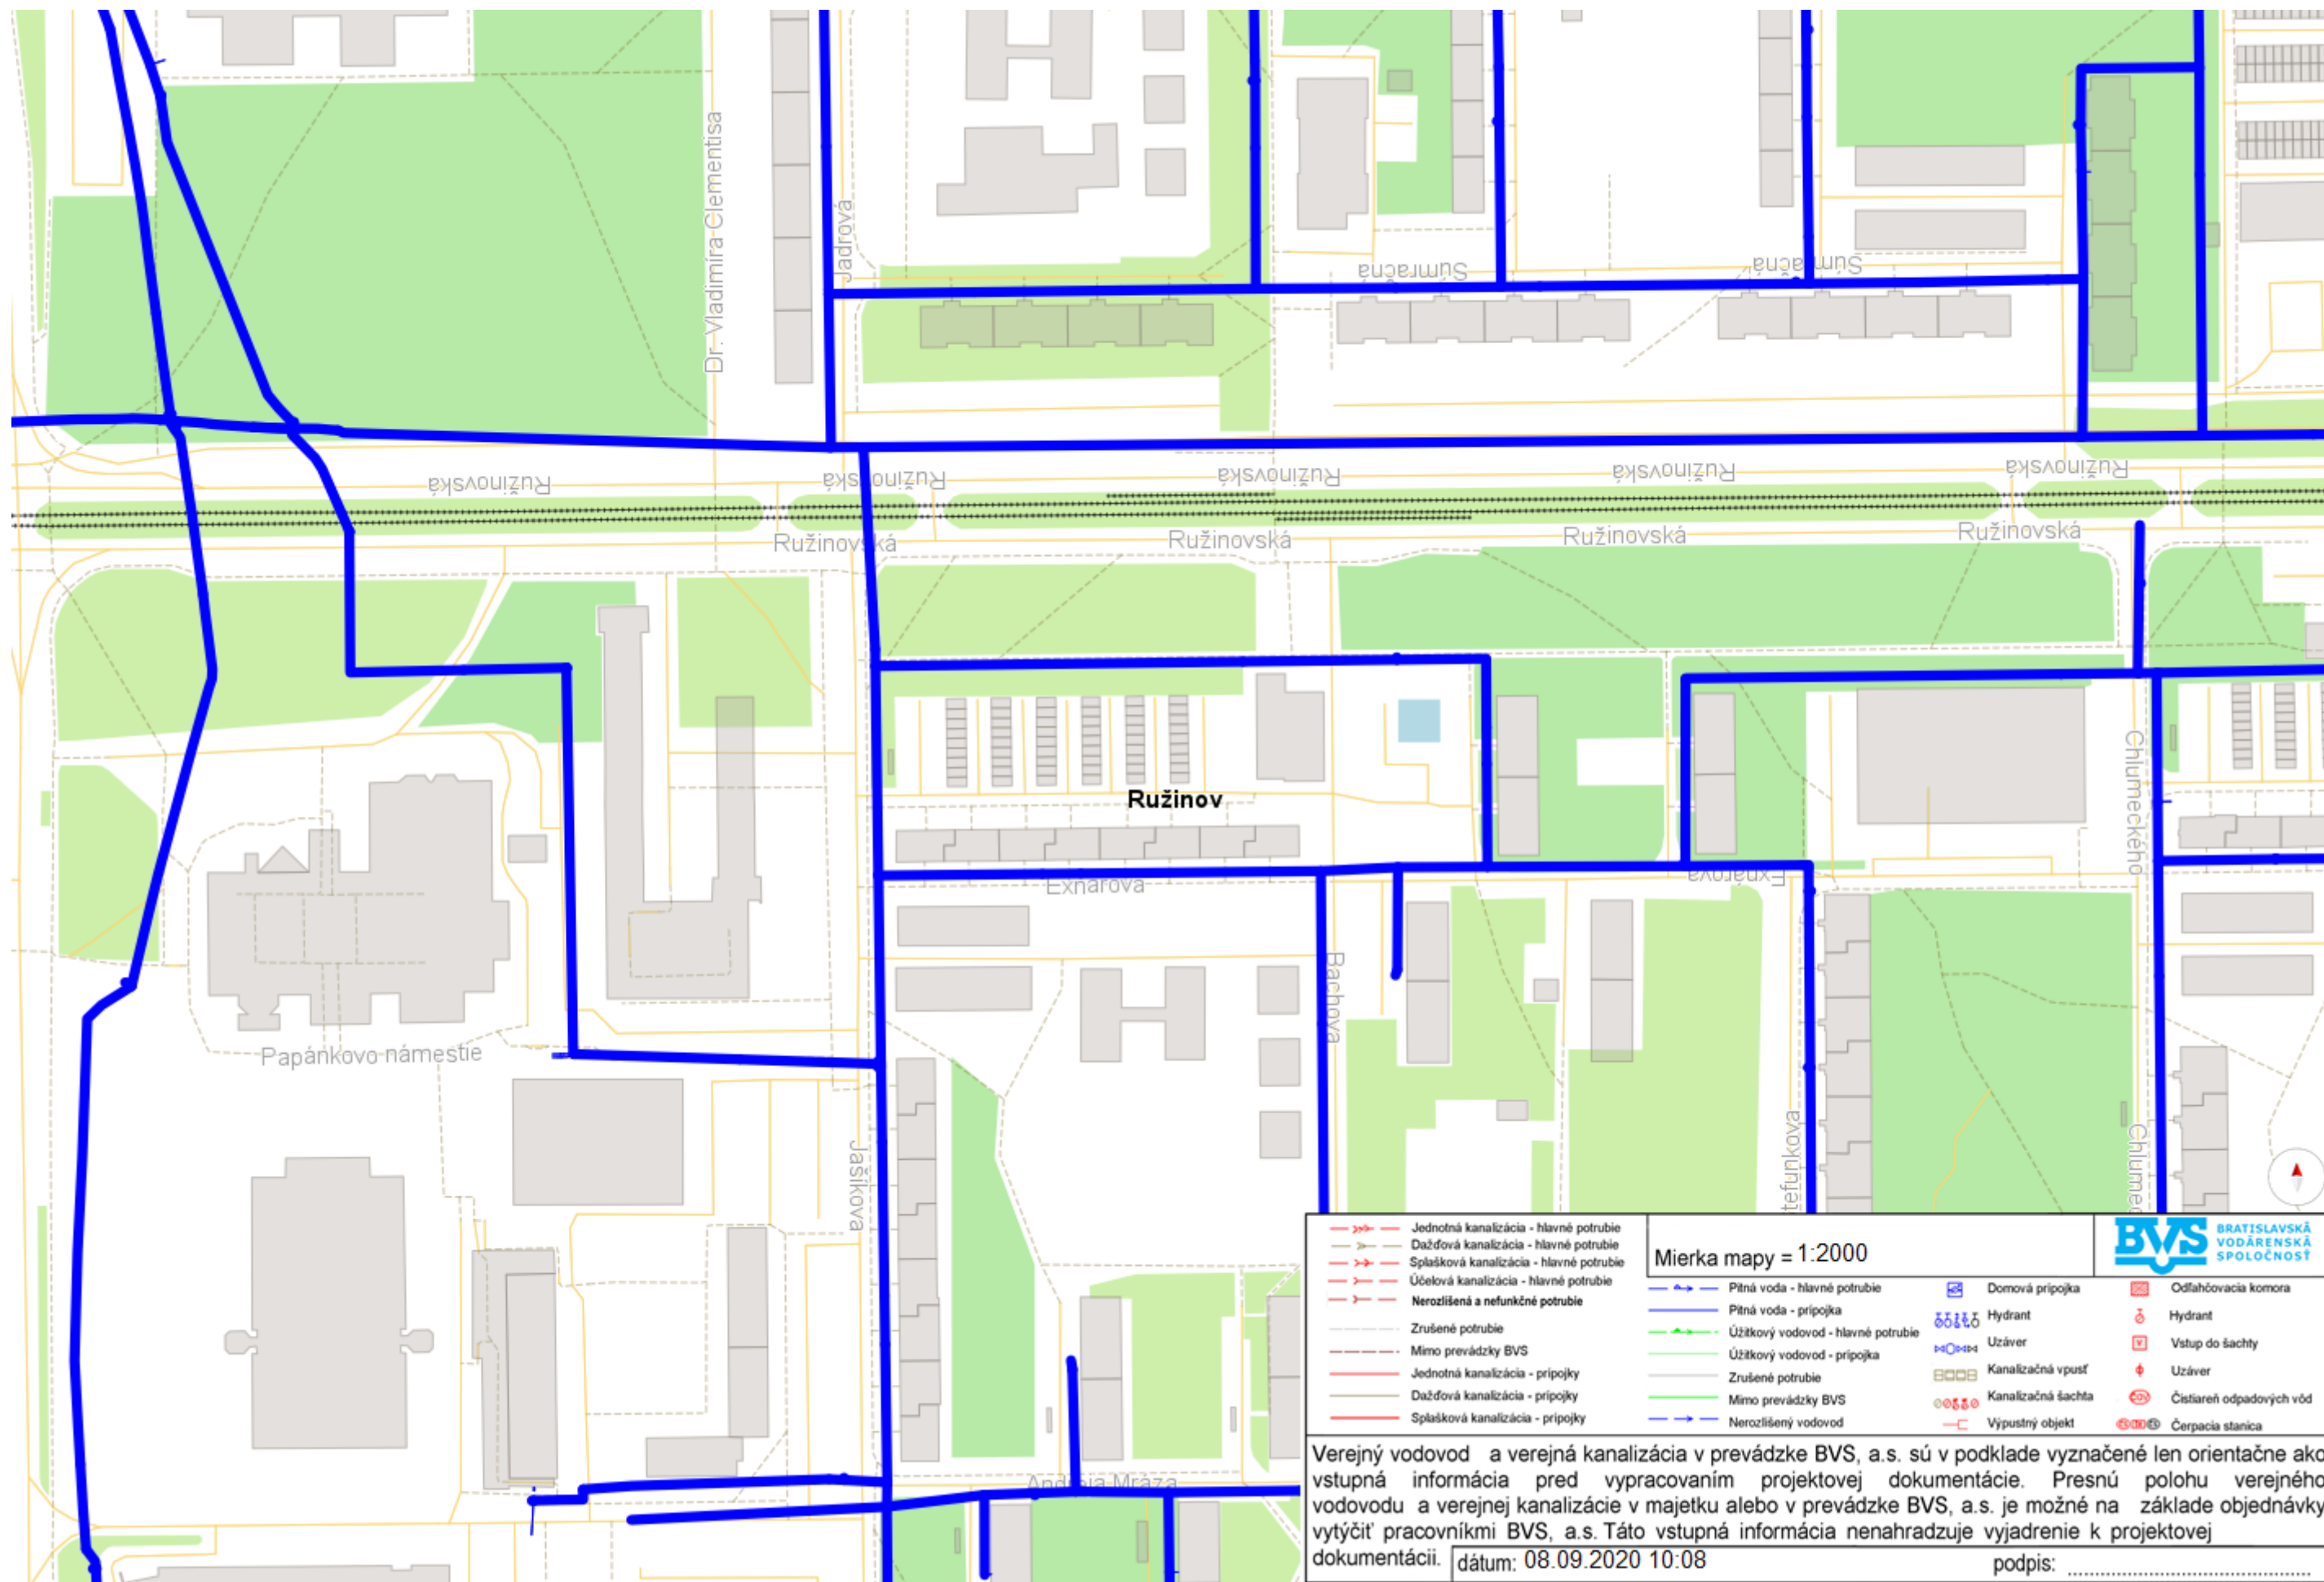 Dr. Vladimíra Clementisa
Jadrová
Súmračná
Súmračná
Ružinovská
Ružinovská
Ružinovská
Ružinovská
Ružinovská
Ružinovská
Ružinovská
Ružinovská
Ružinovská
Ružinov
Chlumeckého
Exnárova
Exnárova
Bachova
Papánkovo námestie
Jašíkova
Štefunkova
Chlumec
Andreja Mráza
Jednotná kanalizácia - hlavné potrubie
Dažďová kanalizácia - hlavné potrubie
Splašková kanalizácia - hlavné potrubie
Účelová kanalizácia - hlavné potrubie
Nerozlíšená a nefunkčné potrubie
Zrušené potrubie
Mimo prevádzky BVS
Jednotná kanalizácia - prípojky
Dažďová kanalizácia - prípojky
Splašková kanalizácia - prípojky
Mierka mapy = 1:2000
BVS BRATISLAVSKÁ
VODÁRENSKÁ
SPOLOČNOSŤ
Pitná voda - hlavné potrubie
Pitná voda - prípojka
Úžitkový vodovod - hlavné potrubie
Úžitkový vodovod - prípojka
Zrušené potrubie
Mimo prevádzky BVS
Nerozlíšený vodovod
Domová prípojka
Hydrant
Uzáver
Kanalizačná vpusť
Kanalizačná šachta
Výpustný objekt
Odľahčovacia komora
Hydrant
Vstup do šachty
Uzáver
Čistiareň odpadových vôd
Čerpacia stanica
Verejný vodovod a verejná kanalizácia v prevádzke BVS, a.s. sú v podklade vyznačené len orientačne ako
vstupná informácia pred vypracovaním projektovej dokumentácie. Presnú polohu verejného
vodovodu a verejnej kanalizácie v majetku alebo v prevádzke BVS, a.s. je možné na základe objednávky
vytýčiť pracovníkmi BVS, a.s. Táto vstupná informácia nenahradzuje vyjadrenie k projektovej
dokumentácii. dátum: 08.09.2020 10:08 podpis: ........................................